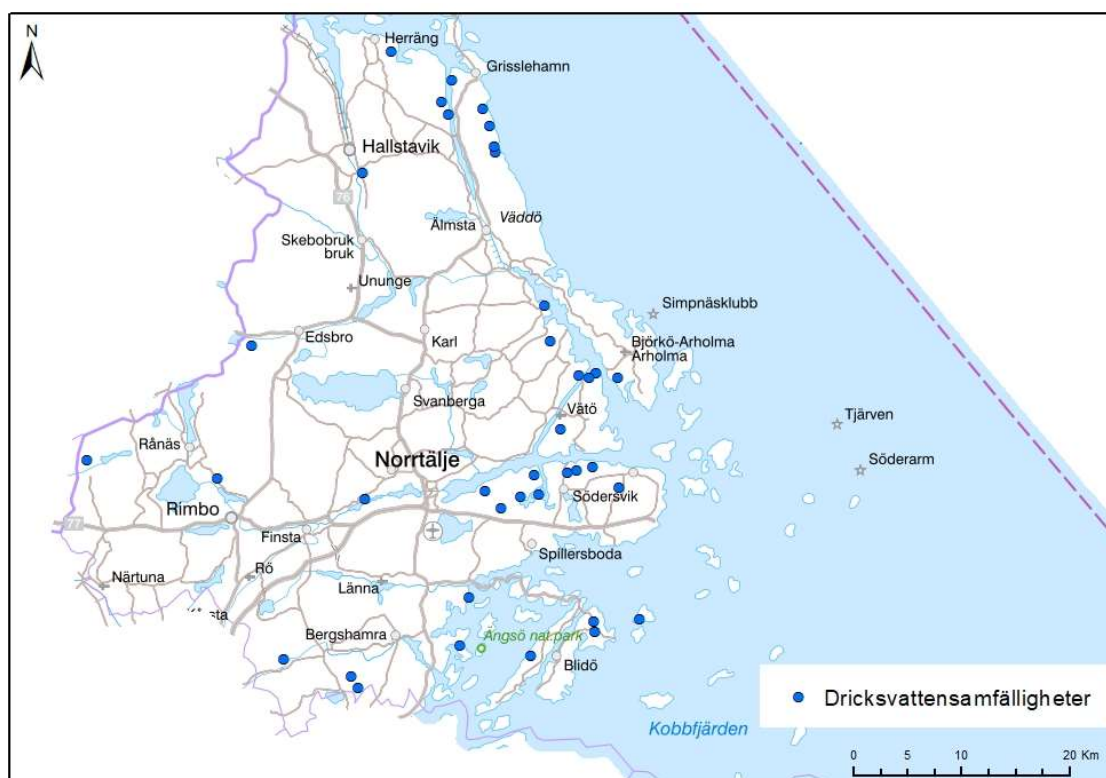 N
Herräng
Grisslehamn
Hallstavik
76
Väddö
Älmsta
Skebobruk
bruk
Ununge
Simpnäsklubb
Edsbro
Karl
Björkö-Arholma
Arholma
Svanberga
Vätö
Tjärven
Rånäs
Norrtälje
Söderarm
Södersvik
Rimbo
77
Finsta
Spillersboda
Rö
Närtuna
Länna
sta
Bergshamra
Ängsö nat.park
Blidö
Dricksvattensamfälligheter
Kobbfjärden
0 5 10 20 Km